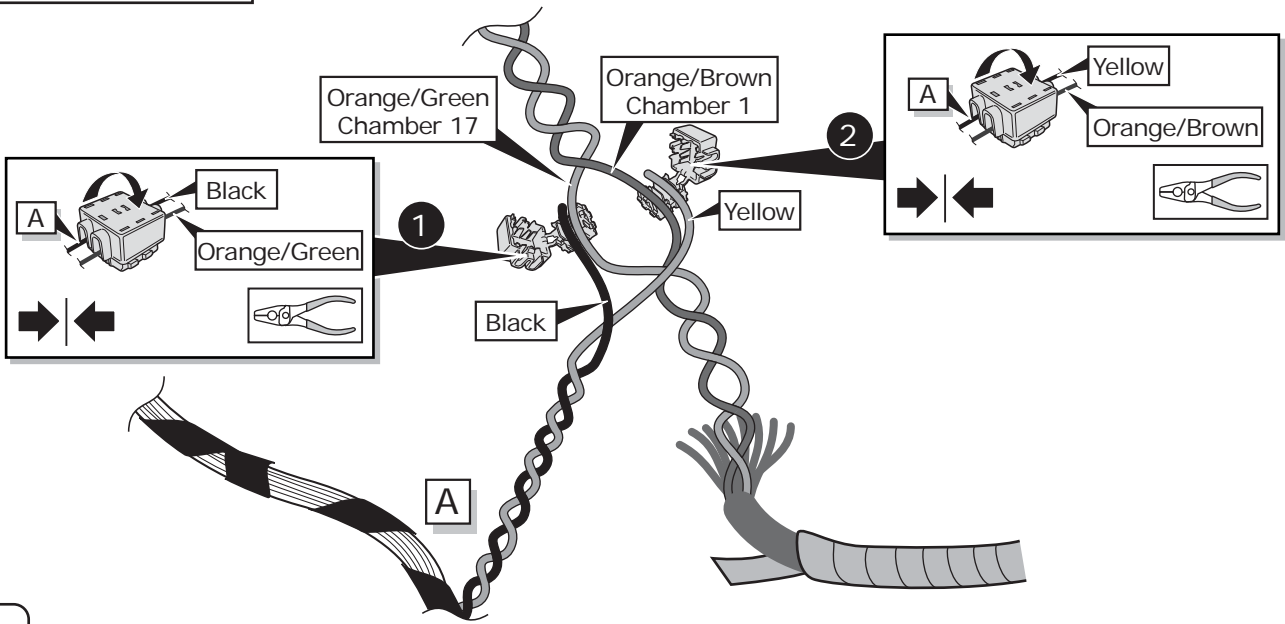 Orange/Green
Chamber 17
Orange/Brown
Chamber 1
2
A
Yellow
Orange/Brown
1
A
Black
Orange/Green
Yellow
Black
A